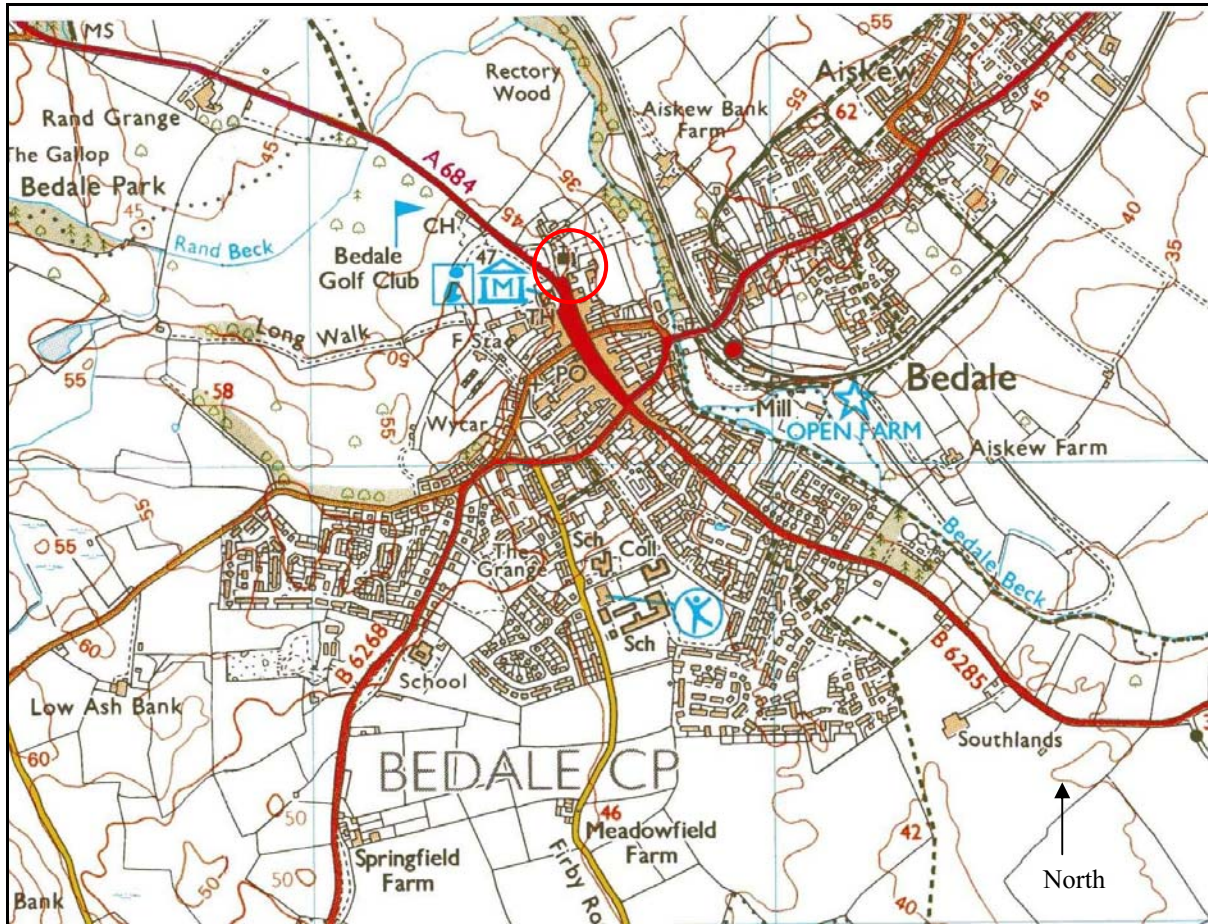 MS
55
Rectory
Wood
Aiskew
55
62
45
Rand Grange
The Gallop
Bedale Park
45
45
A 684
35
45
Aiskew Bank
Farm
40
35
Rand Beck
CH
47
Bedale
Golf Club
i
M
TH
Long Walk
50
F Sta
PO
55
58
55
Wycar
Bedale
Mill
OPEN FARM
Aiskew Farm
55
55
Sch
Coll
The
Grange
Bedale Beck
60
Sch
B 6268
School
B 6285
Low Ash Bank
Southlands
60
BEDALE CP
50
50
46
Meadowfield
Farm
42
Springfield
Farm
50
50
Firby Ro
40
North
Bank